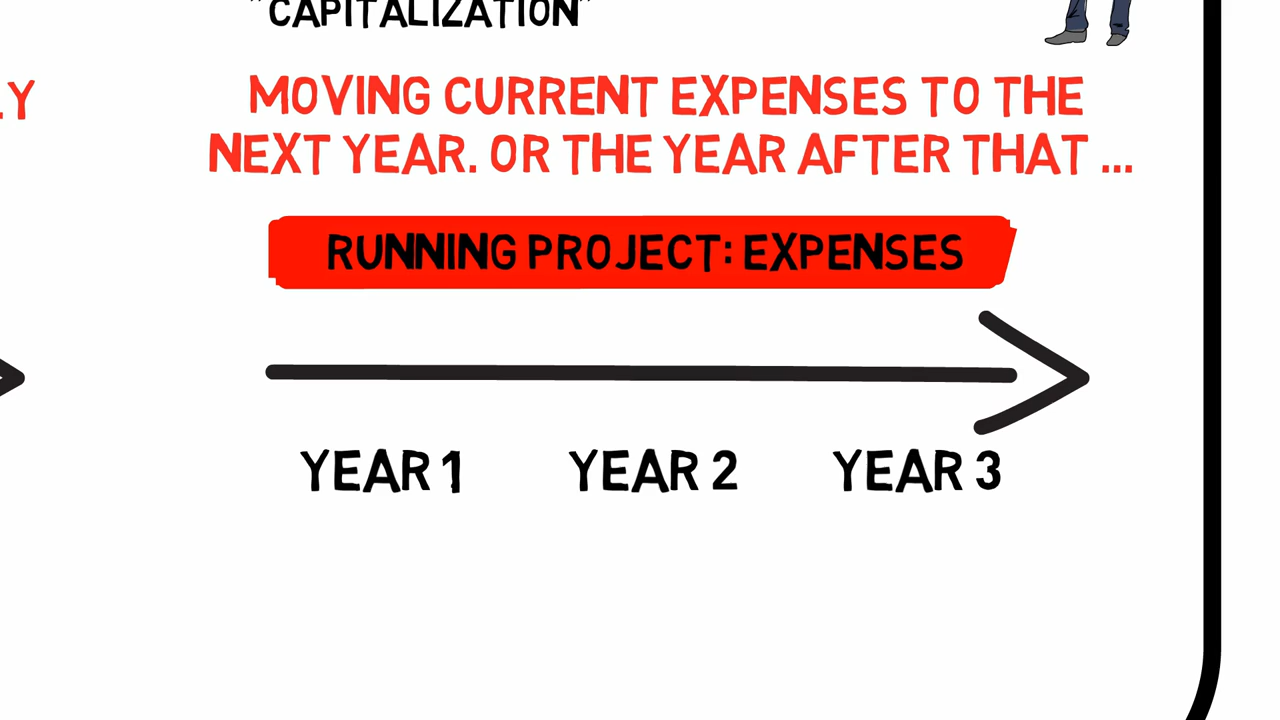 "CAPITALIZATION"
LY
MOVING CURRENT EXPENSES TO THE
NEXT YEAR. OR THE YEAR AFTER THAT ...
RUNNING PROJECT: EXPENSES
YEAR 1 YEAR 2 YEAR 3